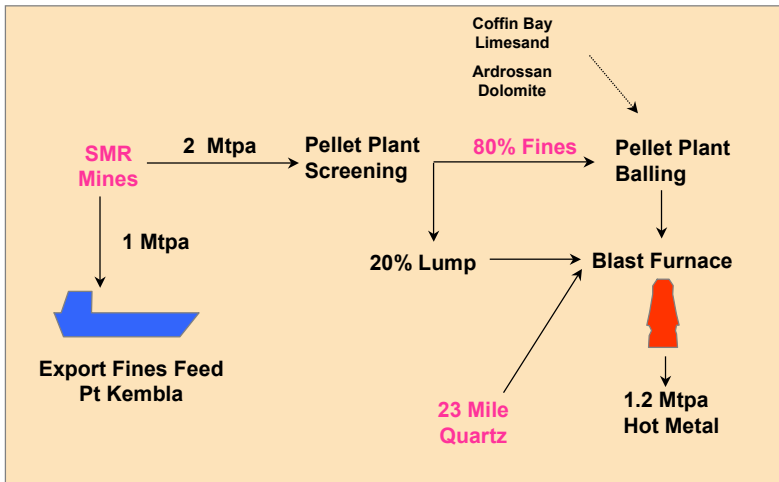 Coffin Bay
Limesand
Ardrossan
Dolomite
SMR
Mines
2 Mtpa
Pellet Plant
Screening
80% Fines
Pellet Plant
Balling
1 Mtpa
20% Lump
Blast Furnace
Export Fines Feed
Pt Kembla
23 Mile
Quartz
1.2 Mtpa
Hot Metal